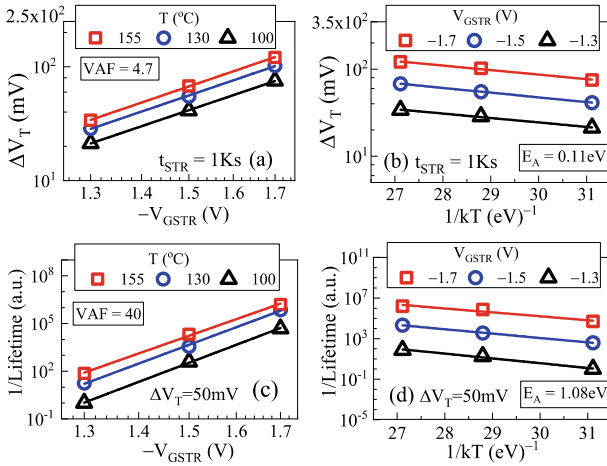 2.5x10²
T (ºC)
155 130 100
VAF = 4.7
10²
10¹
ΔV_T (mV)
t_STR = 1Ks (a)
1.3 1.4 1.5 1.6 1.7
−V_GSTR (V)
3.5x10²
V_GSTR (V)
−1.7 −1.5 −1.3
10²
10¹
ΔV_T (mV)
(b) t_STR = 1Ks
E_A = 0.11eV
27 28 29 30 31
1/kT (eV)⁻¹
T (ºC)
155 130 100
VAF = 40
10⁸
10⁵
10²
10⁻¹
1/Lifetime (a.u.)
(c)
ΔV_T=50mV
1.3 1.4 1.5 1.6 1.7
−V_GSTR (V)
V_GSTR (V)
−1.7 −1.5 −1.3
10¹¹
10⁷
10³
10⁻¹
10⁻⁵
1/Lifetime (a.u.)
(d) ΔV_T=50mV
E_A = 1.08eV
27 28 29 30 31
1/kT (eV)⁻¹